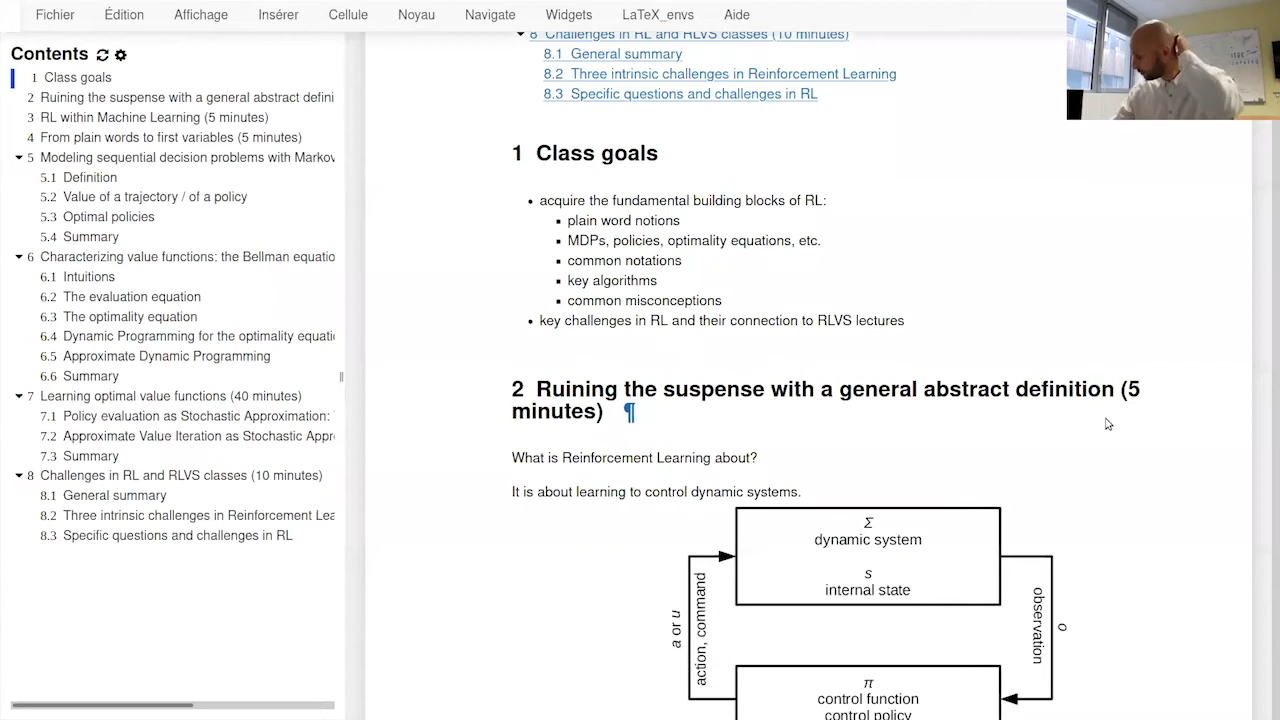 Fichier Édition Affichage Insérer Cellule Noyau Navigate Widgets LaTeX_envs Aide
Contents
1 Class goals
2 Ruining the suspense with a general abstract defini
3 RL within Machine Learning (5 minutes)
4 From plain words to first variables (5 minutes)
5 Modeling sequential decision problems with Markov
5.1 Definition
5.2 Value of a trajectory / of a policy
5.3 Optimal policies
5.4 Summary
6 Characterizing value functions: the Bellman equatio
6.1 Intuitions
6.2 The evaluation equation
6.3 The optimality equation
6.4 Dynamic Programming for the optimality equati
6.5 Approximate Dynamic Programming
6.6 Summary
7 Learning optimal value functions (40 minutes)
7.1 Policy evaluation as Stochastic Approximation:
7.2 Approximate Value Iteration as Stochastic Appr
7.3 Summary
8 Challenges in RL and RLVS classes (10 minutes)
8.1 General summary
8.2 Three intrinsic challenges in Reinforcement Lea
8.3 Specific questions and challenges in RL
8 Challenges in RL and RLVS classes (10 minutes)
8.1 General summary
8.2 Three intrinsic challenges in Reinforcement Learning
8.3 Specific questions and challenges in RL
1 Class goals
• acquire the fundamental building blocks of RL:
▪ plain word notions
▪ MDPs, policies, optimality equations, etc.
▪ common notations
▪ key algorithms
▪ common misconceptions
• key challenges in RL and their connection to RLVS lectures
2 Ruining the suspense with a general abstract definition (5
minutes) ¶
What is Reinforcement Learning about?
It is about learning to control dynamic systems.
Σ
dynamic system
s
internal state
a or u
action, command
observation
o
π
control function
control policy